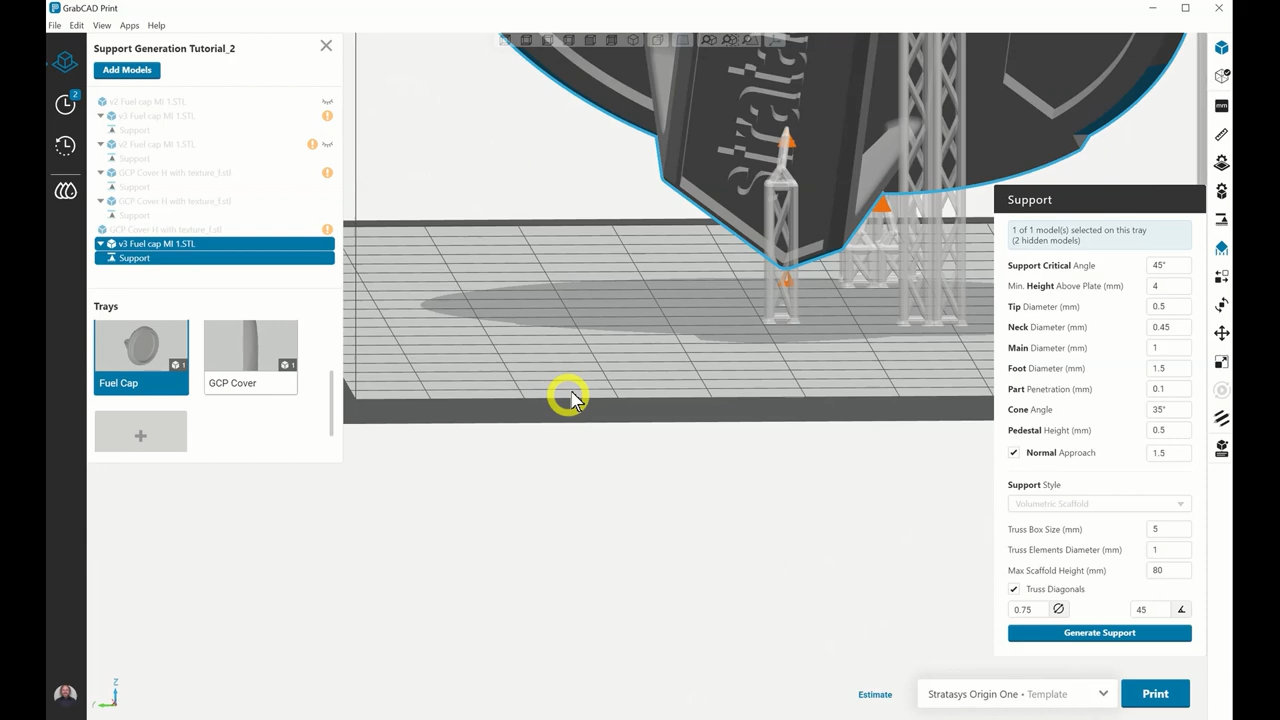 GrabCAD Print
File Edit View Apps Help
Support Generation Tutorial_2
Add Models
v2 Fuel cap MI 1.STL
v3 Fuel cap MI 1.STL
Support
v2 Fuel cap MI 1.STL
Support
GCP Cover H with texture_E.stl
Support
GCP Cover H with texture_E.stl
Support
GCP Cover H with texture_E.stl
v3 Fuel cap MI 1.STL
Support
Trays
1
Fuel Cap
1
GCP Cover
+
2
Support
1 of 1 model(s) selected on this tray
(2 hidden models)
Support Critical Angle 45°
Min. Height Above Plate (mm) 4
Tip Diameter (mm) 0.5
Neck Diameter (mm) 0.45
Main Diameter (mm) 1
Foot Diameter (mm) 1.5
Part Penetration (mm) 0.1
Cone Angle 35°
Pedestal Height (mm) 0.5
Normal Approach 1.5
Support Style
Volumetric Scaffold
Truss Box Size (mm) 5
Truss Elements Diameter (mm) 1
Max Scaffold Height (mm) 80
Truss Diagonals
0.75 45
Generate Support
mm
Z
Estimate
Stratasys Origin One • Template
Print